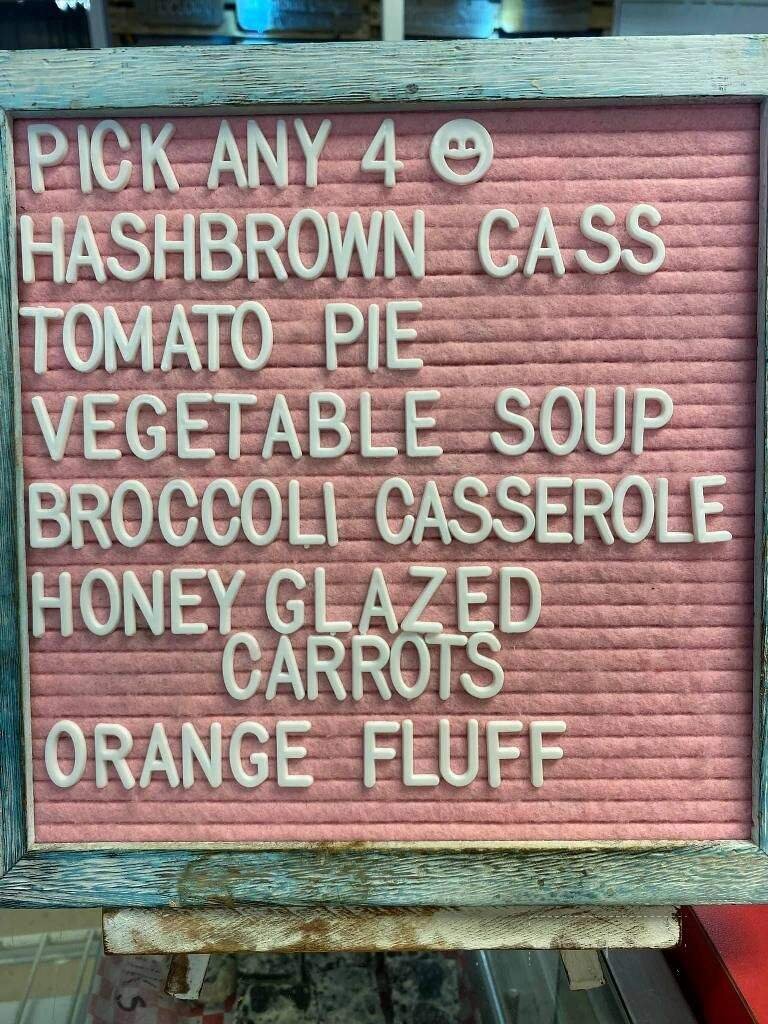 PICK ANY 4
HASHBROWN CASS
TOMATO PIE
VEGETABLE SOUP
BROCCOLI CASSEROLE
HONEY GLAZED
CARROTS
ORANGE FLUFF